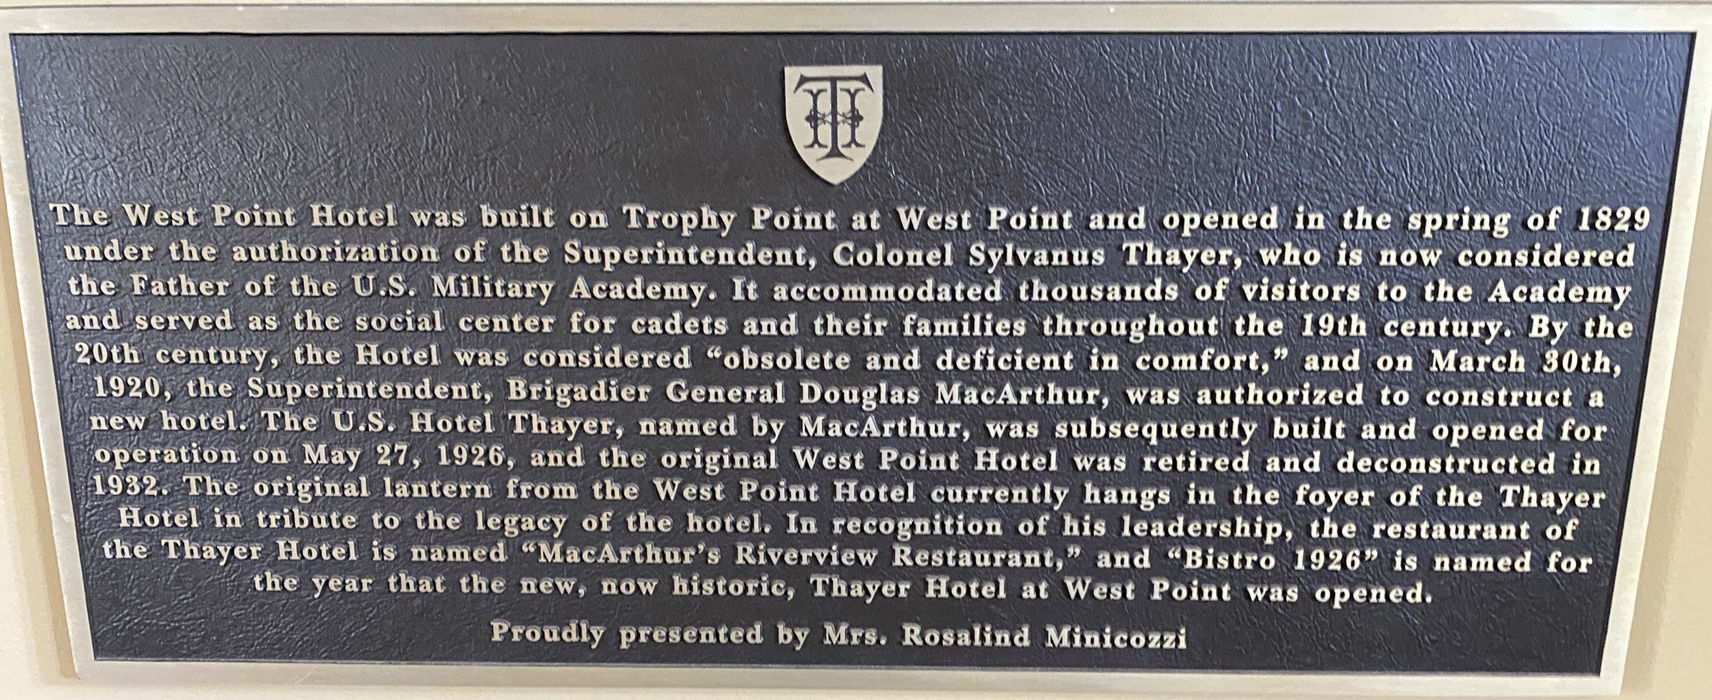 TH
The West Point Hotel was built on Trophy Point at West Point and opened in the spring of 1829
under the authorization of the Superintendent, Colonel Sylvanus Thayer, who is now considered
the Father of the U.S. Military Academy. It accommodated thousands of visitors to the Academy
and served as the social center for cadets and their families throughout the 19th century. By the
20th century, the Hotel was considered “obsolete and deficient in comfort,” and on March 30th,
1920, the Superintendent, Brigadier General Douglas MacArthur, was authorized to construct a
new hotel. The U.S. Hotel Thayer, named by MacArthur, was subsequently built and opened for
operation on May 27, 1926, and the original West Point Hotel was retired and deconstructed in
1932. The original lantern from the West Point Hotel currently hangs in the foyer of the Thayer
Hotel in tribute to the legacy of the hotel. In recognition of his leadership, the restaurant of
the Thayer Hotel is named “MacArthur’s Riverview Restaurant,” and “Bistro 1926” is named for
the year that the new, now historic, Thayer Hotel at West Point was opened.
Proudly presented by Mrs. Rosalind Minicozzi